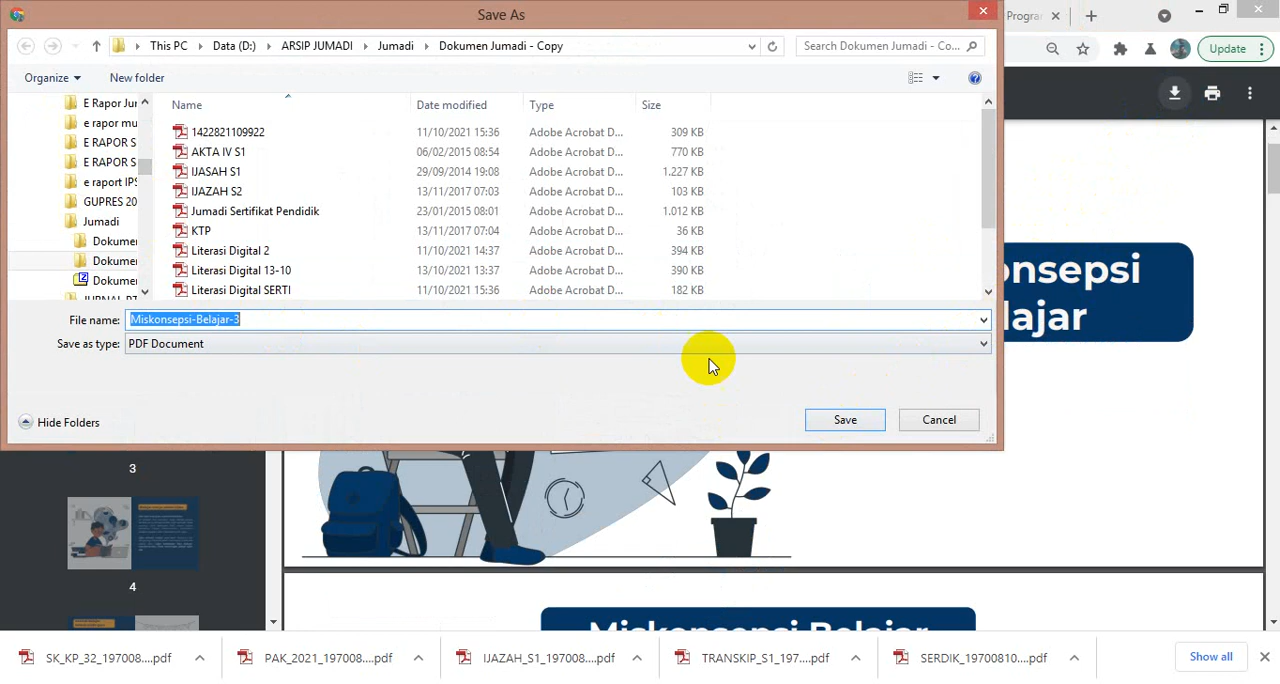 Save As
Progra
This PC
Data (D:)
ARSIP JUMADI
Jumadi
Dokumen Jumadi - Copy
Search Dokumen Jumadi - Co...
Update
Organize
New folder
Name
Date modified
Type
Size
E Rapor Jur
e rapor mu
E RAPOR S
E RAPOR S
e raport IPS
GUPRES 20
Jumadi
Dokume
Dokume
Dokume
1422821109922 11/10/2021 15:36 Adobe Acrobat D... 309 KB
AKTA IV S1 06/02/2015 08:54 Adobe Acrobat D... 770 KB
IJASAH S1 29/09/2014 19:08 Adobe Acrobat D... 1.227 KB
IJAZAH S2 13/11/2017 07:03 Adobe Acrobat D... 103 KB
Jumadi Sertifikat Pendidik 23/01/2015 08:01 Adobe Acrobat D... 1.012 KB
KTP 13/11/2017 07:04 Adobe Acrobat D... 36 KB
Literasi Digital 2 11/10/2021 14:37 Adobe Acrobat D... 394 KB
Literasi Digital 13-10 13/10/2021 13:37 Adobe Acrobat D... 390 KB
Literasi Digital SERTI 11/10/2021 15:36 Adobe Acrobat D... 182 KB
File name: Miskonsepsi-Belajar-3
Save as type: PDF Document
Hide Folders
Save
Cancel
onsepsi
lajar
3
4
Miskonsepsi Belajar
SK_KP_32_197008....pdf
PAK_2021_197008....pdf
IJAZAH_S1_197008....pdf
TRANSKIP_S1_197....pdf
SERDIK_19700810....pdf
Show all